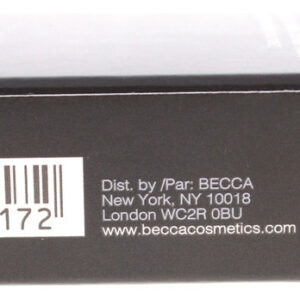 172
Dist. by /Par: BECCA
New York, NY 10018
London WC2R 0BU
www.beccacosmetics.com